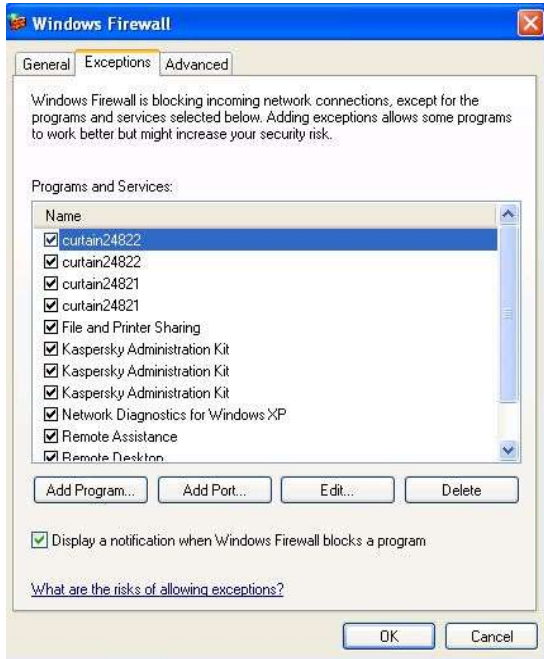 Windows Firewall
General Exceptions Advanced
Windows Firewall is blocking incoming network connections, except for the
programs and services selected below. Adding exceptions allows some programs
to work better but might increase your security risk.
Programs and Services:
Name
curtain24822
curtain24822
curtain24821
curtain24821
File and Printer Sharing
Kaspersky Administration Kit
Kaspersky Administration Kit
Kaspersky Administration Kit
Network Diagnostics for Windows XP
Remote Assistance
Remote Desktop
Add Program... Add Port... Edit... Delete
Display a notification when Windows Firewall blocks a program
What are the risks of allowing exceptions?
OK Cancel